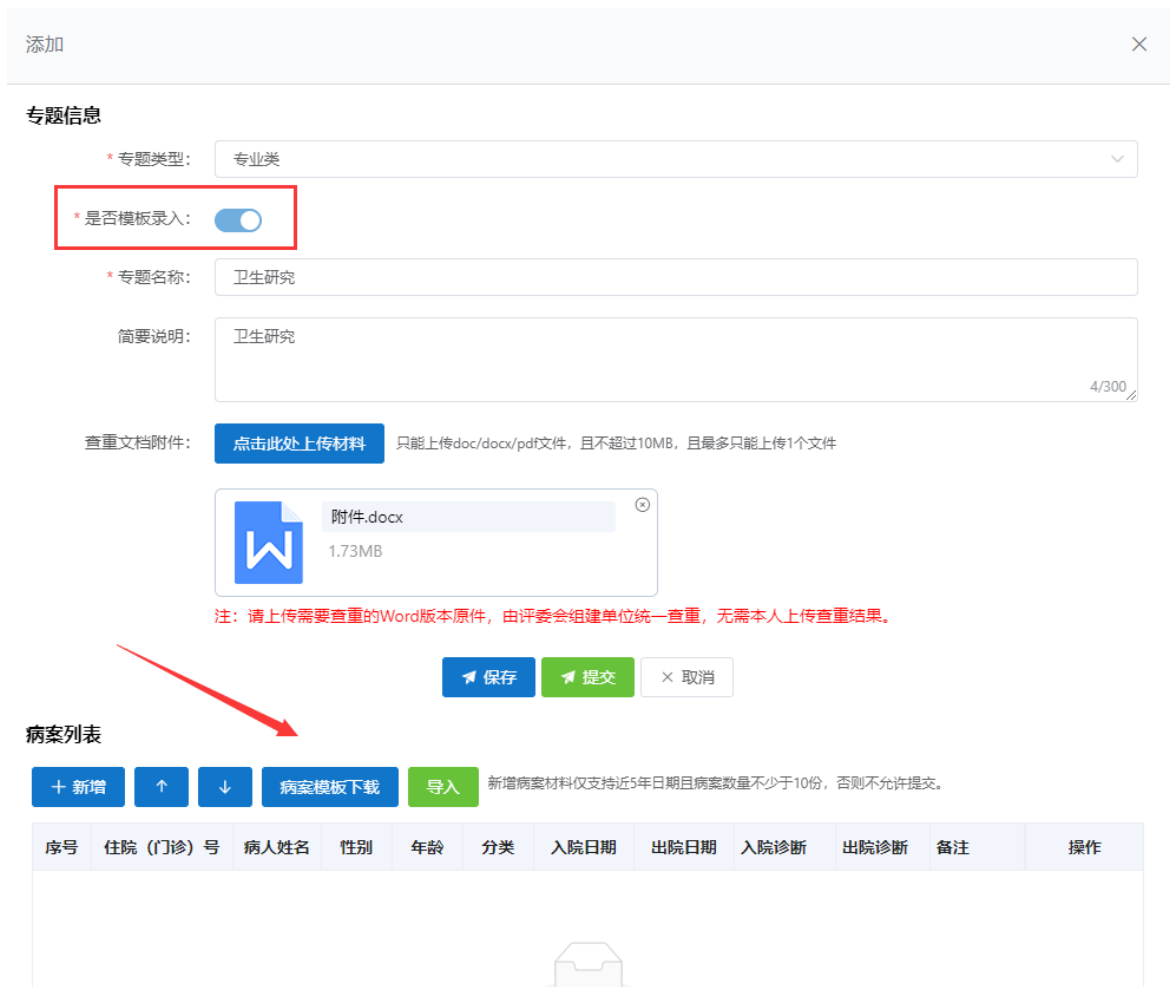 添加
专题信息
* 专题类型： 专业类
* 是否模板录入：
* 专题名称： 卫生研究
简要说明： 卫生研究
4/300
查重文档附件： 点击此处上传材料 只能上传doc/docx/pdf文件，且不超过10MB，且最多只能上传1个文件
附件.docx
1.73MB
注：请上传需要查重的Word版本原件，由评委会组建单位统一查重，无需本人上传查重结果。
保存 提交 × 取消
病案列表
+ 新增 ↑ ↓ 病案模板下载 导入 新增病案材料仅支持近5年日期且病案数量不少于10份，否则不允许提交。
序号 住院（门诊）号 病人姓名 性别 年龄 分类 入院日期 出院日期 入院诊断 出院诊断 备注 操作